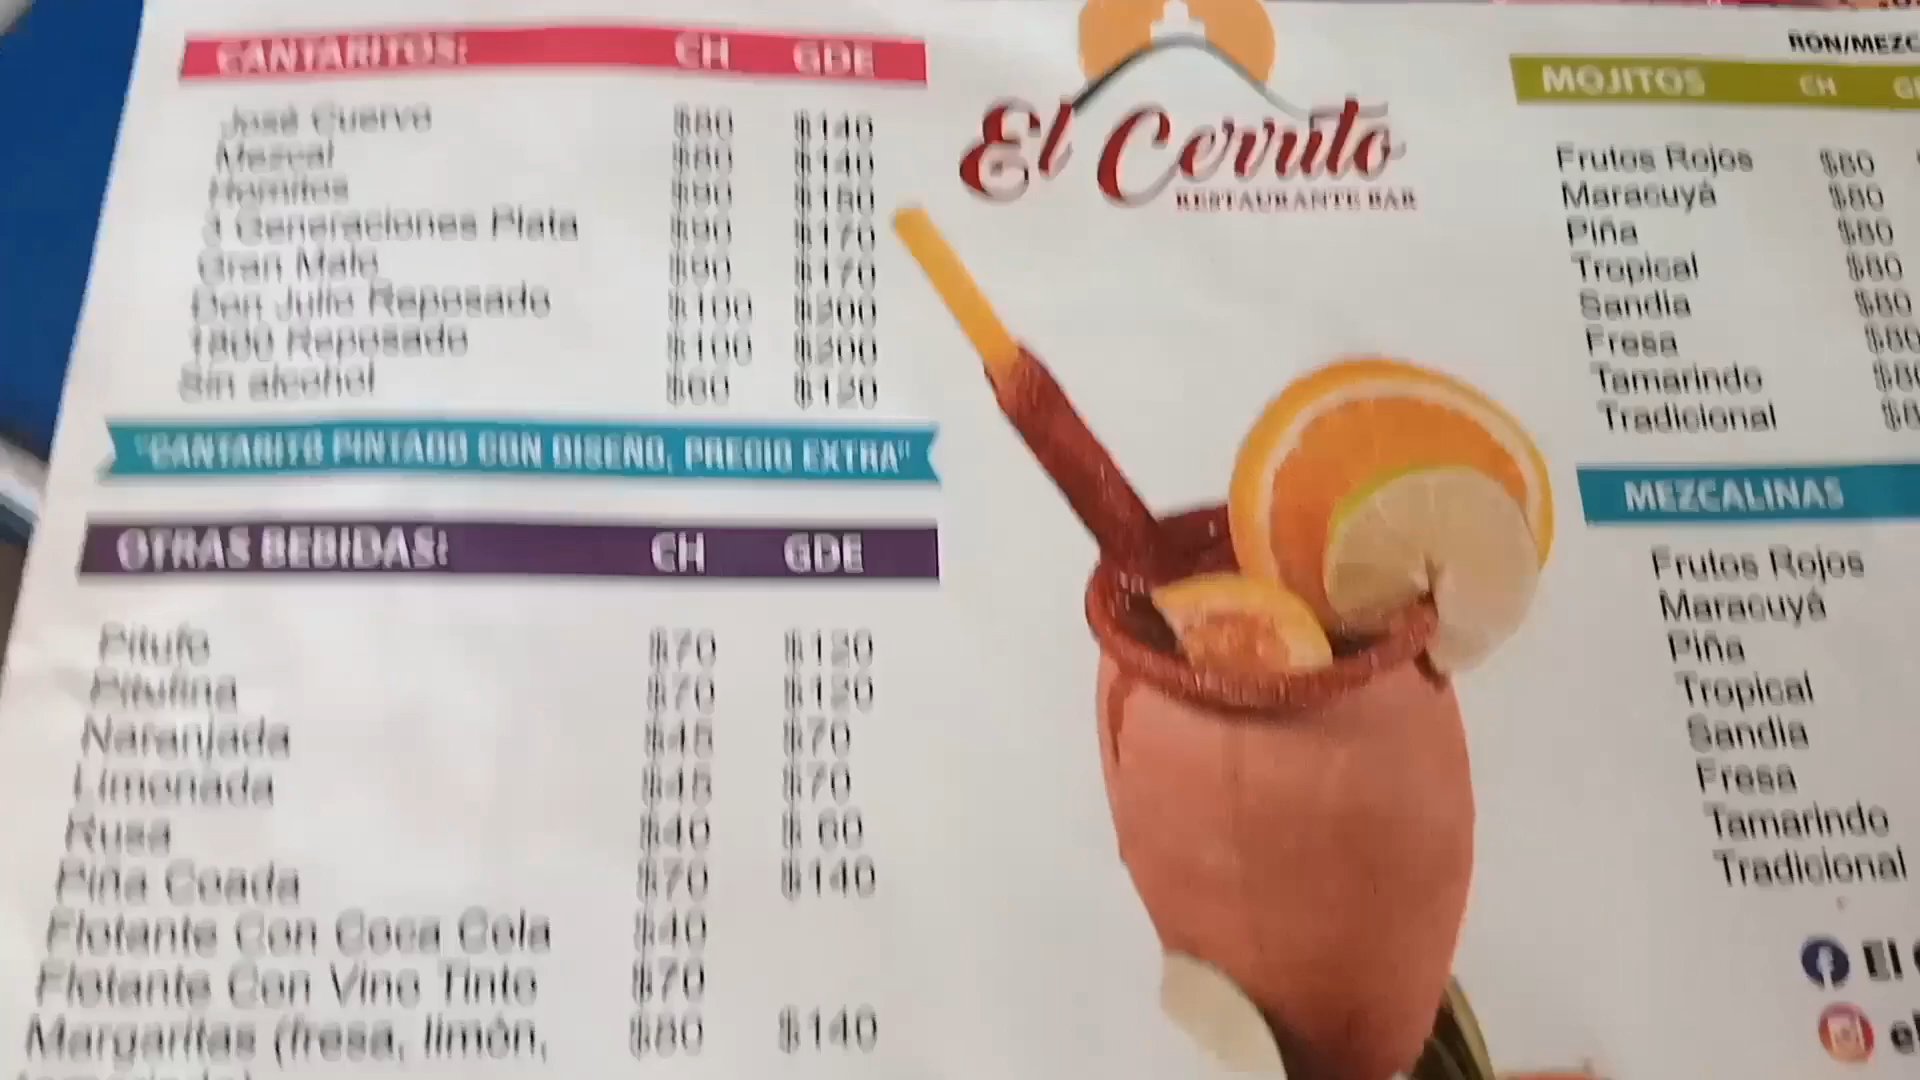 CANTARITOS: CH GDE
José Cuervo $80 $140
Mezcal $80 $140
Hornitos $90
3 Generaciones Plata $90 $170
Gran Malo $90 $170
Don Julio Reposado $100 $200
1800 Reposado $100 $200
Sin alcohol $60 $120
"CANTARITO PINTADO CON DISEÑO, PRECIO EXTRA"
OTRAS BEBIDAS: CH GDE
Pitufo $70 $120
Pitufina $70 $120
Naranjada $45 $70
Limonada $45 $70
Rusa $40 $ 60
Piña Coada $70 $140
Flotante Con Coca Cola $40
Flotante Con Vino Tinto $70
Margaritas (fresa, limón, $80 $140
El Cerrito
RESTAURANTE BAR
RON/MEZC
MOJITOS CH
Frutos Rojos $80
Maracuyá $80
Piña $80
Tropical $80
Sandía $80
Fresa $80
Tamarindo $80
Tradicional
MEZCALINAS
Frutos Rojos
Maracuyá
Piña
Tropical
Sandía
Fresa
Tamarindo
Tradicional
El